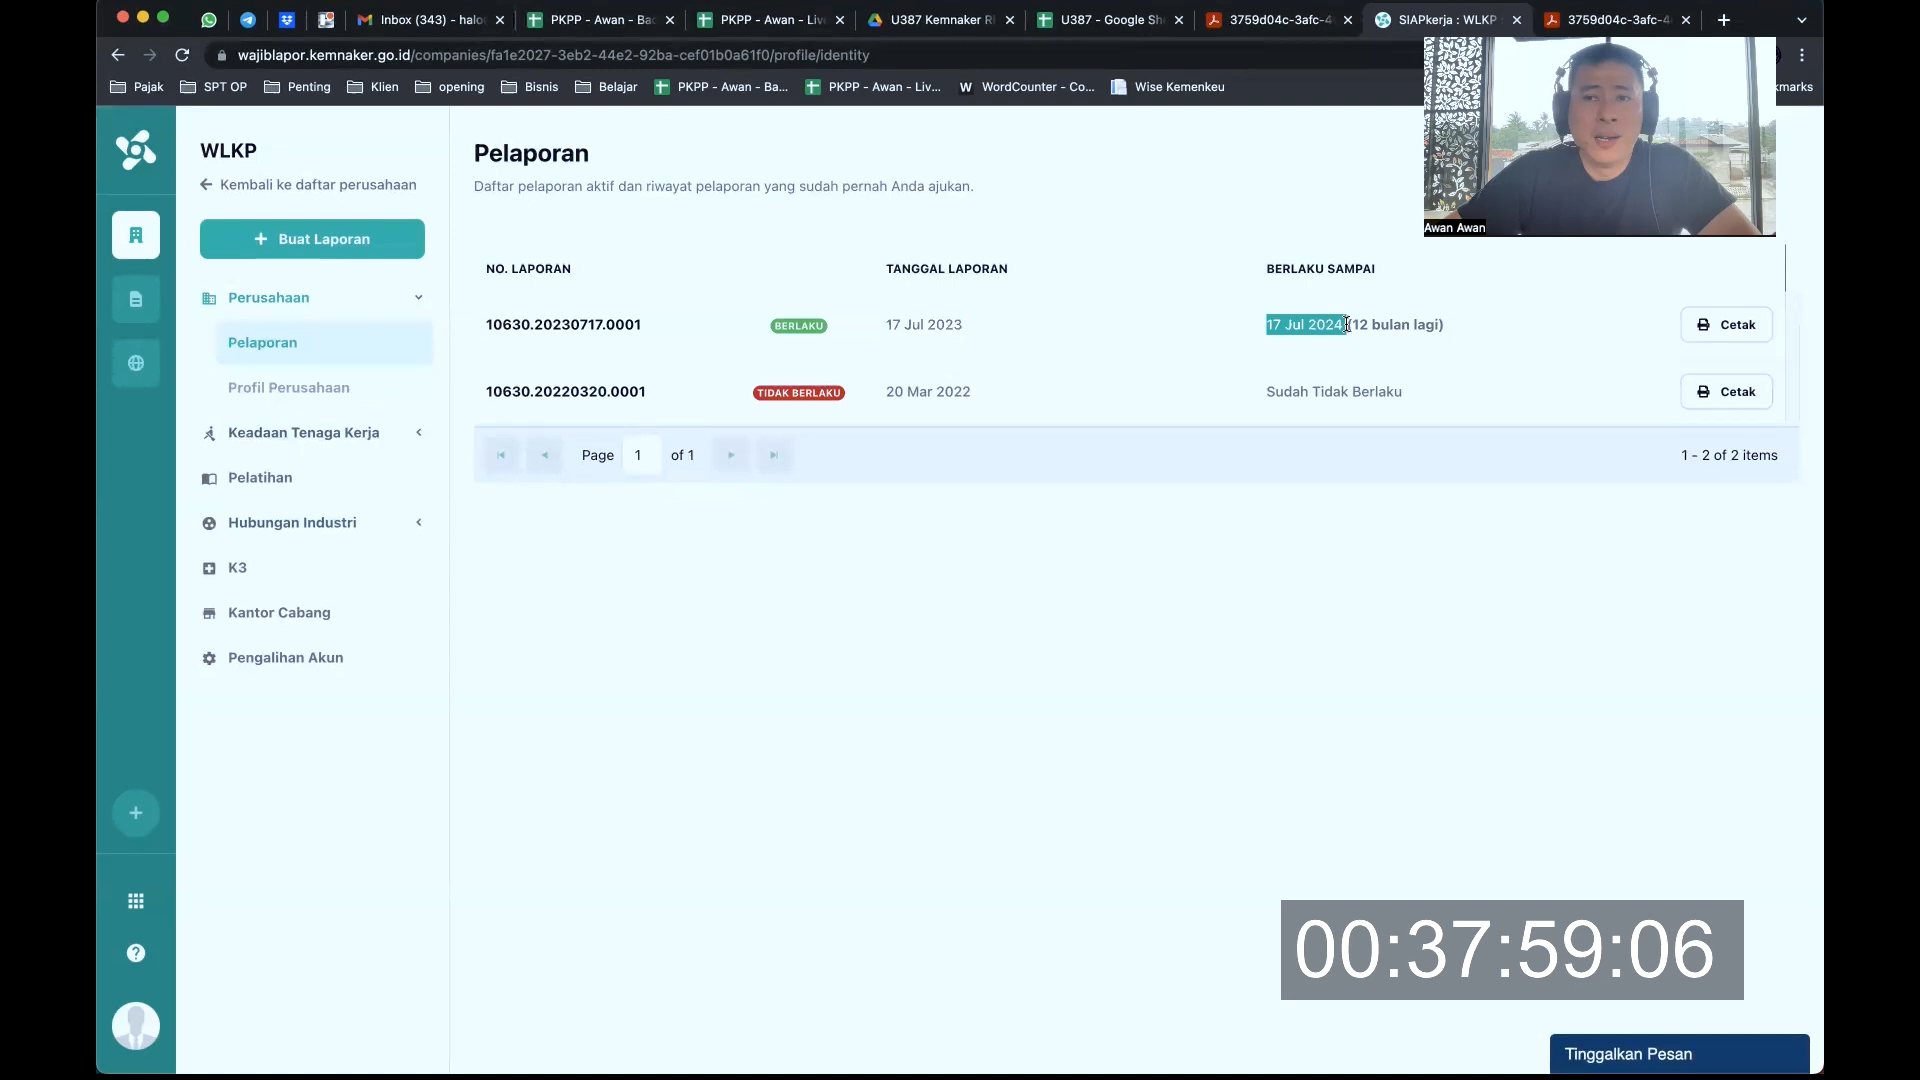 Inbox (343) - halo
PKPP - Awan - Ba
PKPP - Awan - Liv
U387 Kemnaker R
U387 - Google Sh
3759d04c-3afc-4
SIAPkerja : WLKP
3759d04c-3afc-4
wajiblapor.kemnaker.go.id/companies/fa1e2027-3eb2-44e2-92ba-cef01b0a61f0/profile/identity
Pajak
SPT OP
Penting
Klien
opening
Bisnis
Belajar
PKPP - Awan - Ba...
PKPP - Awan - Liv...
W WordCounter - Co...
Wise Kemenkeu
Awan Awan
WLKP
Kembali ke daftar perusahaan
+ Buat Laporan
Perusahaan
Pelaporan
Profil Perusahaan
Keadaan Tenaga Kerja
Pelatihan
Hubungan Industri
K3
Kantor Cabang
Pengalihan Akun
Pelaporan
Daftar pelaporan aktif dan riwayat pelaporan yang sudah pernah Anda ajukan.
NO. LAPORAN TANGGAL LAPORAN BERLAKU SAMPAI
10630.20230717.0001 BERLAKU 17 Jul 2023 17 Jul 2024 (12 bulan lagi) Cetak
10630.20220320.0001 TIDAK BERLAKU 20 Mar 2022 Sudah Tidak Berlaku Cetak
Page 1 of 1 1 - 2 of 2 items
00:37:59:06
Tinggalkan Pesan